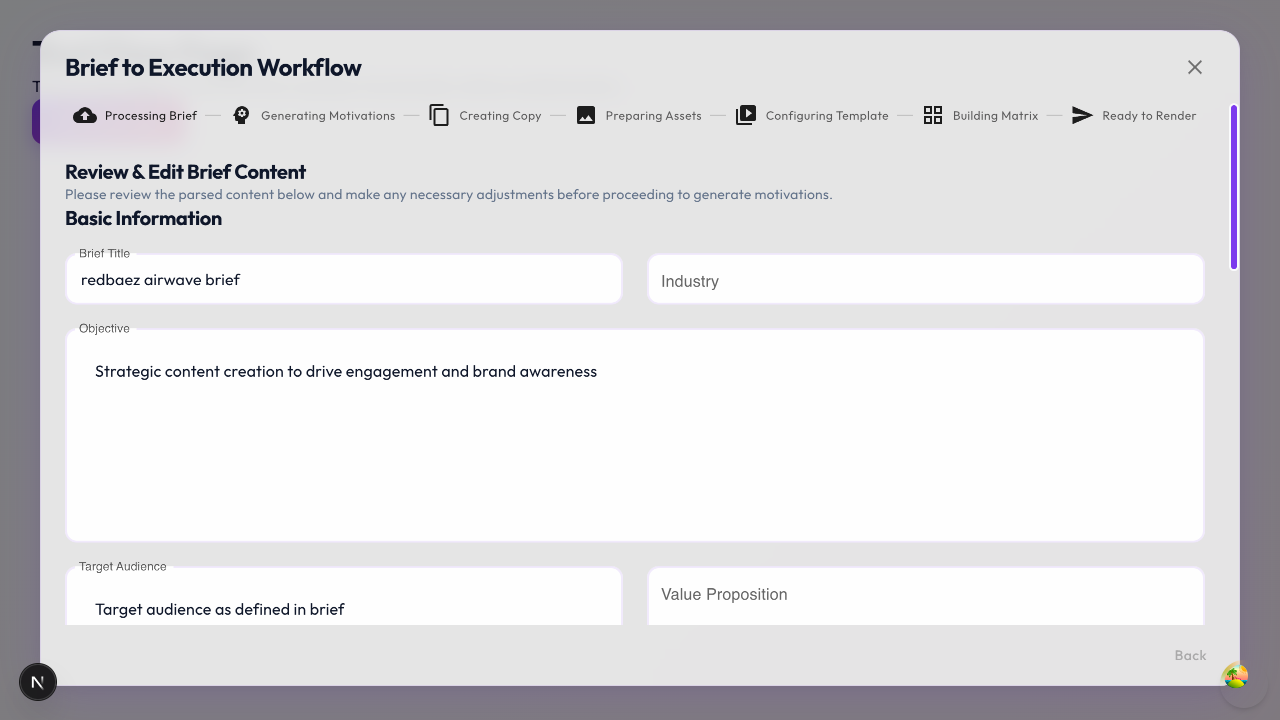 Brief to Execution Workflow
Processing Brief
Generating Motivations
Creating Copy
Preparing Assets
Configuring Template
Building Matrix
Ready to Render
Review & Edit Brief Content
Please review the parsed content below and make any necessary adjustments before proceeding to generate motivations.
Basic Information
Brief Title
redbaez airwave brief
Industry
Objective
Strategic content creation to drive engagement and brand awareness
Target Audience
Target audience as defined in brief
Value Proposition
Back
N